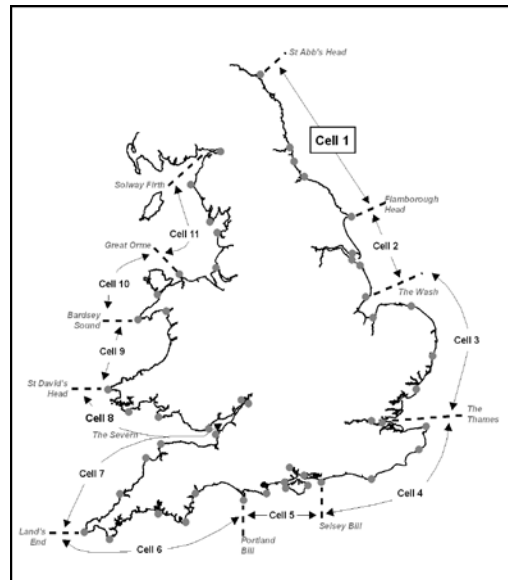 St Abb's Head
Cell 1
Solway Firth
Flamborough
Head
Cell 11
Great Orme
Cell 2
Cell 10
The Wash
Bardsey
Sound
Cell 3
Cell 9
St David's
Head
Cell 8
The
Thames
The Severn
Cell 7
Cell 4
Cell 5
Selsey Bill
Land's
End
Cell 6
Portland
Bill